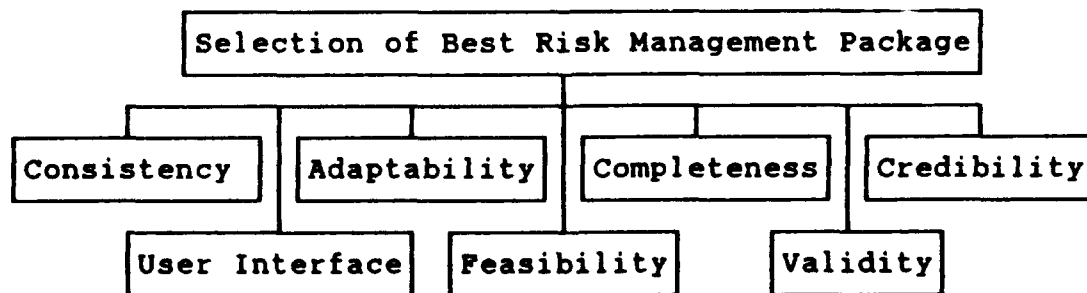 Selection of Best Risk Management Package
Consistency Adaptability Completeness Credibility
User Interface Feasibility Validity